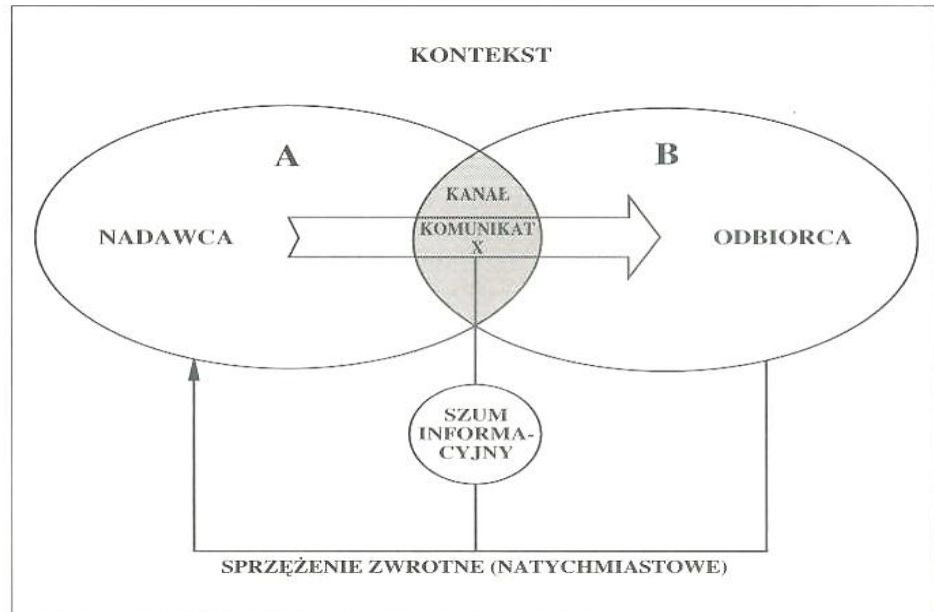 KONTEKST
A
B
KANAŁ
NADAWCA
KOMUNIKAT
X
ODBIORCA
SZUM
INFORMA-
CYJNY
SPRZĘŻENIE ZWROTNE (NATYCHMIASTOWE)